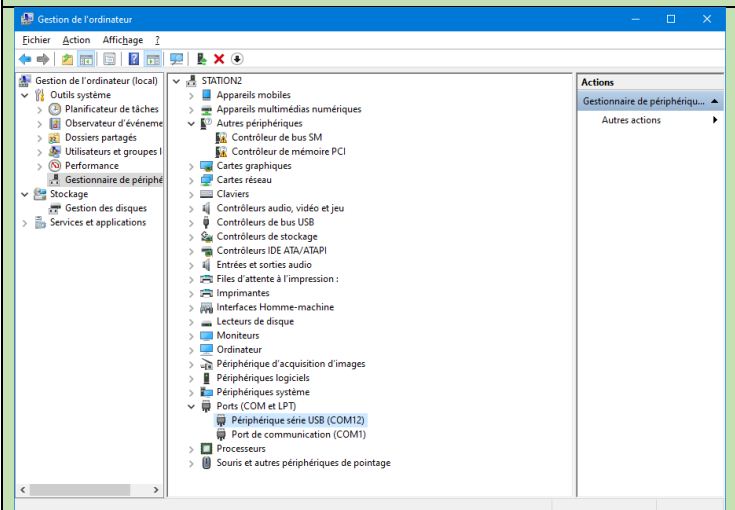 Gestion de l'ordinateur
Fichier Action Affichage ?
Gestion de l'ordinateur (local)
Outils système
Planificateur de tâches
Observateur d'événeme
Dossiers partagés
Utilisateurs et groupes l
Performance
Gestionnaire de périphé
Stockage
Gestion des disques
Services et applications
STATION2
Appareils mobiles
Appareils multimédias numériques
Autres périphériques
Contrôleur de bus SM
Contrôleur de mémoire PCI
Cartes graphiques
Cartes réseau
Claviers
Contrôleurs audio, vidéo et jeu
Contrôleurs de bus USB
Contrôleurs de stockage
Contrôleurs IDE ATA/ATAPI
Entrées et sorties audio
Files d'attente à l'impression :
Imprimantes
Interfaces Homme-machine
Lecteurs de disque
Moniteurs
Ordinateur
Périphérique d'acquisition d'images
Périphériques logiciels
Périphériques système
Ports (COM et LPT)
Périphérique série USB (COM12)
Port de communication (COM1)
Processeurs
Souris et autres périphériques de pointage
Actions
Gestionnaire de périphériqu...
Autres actions